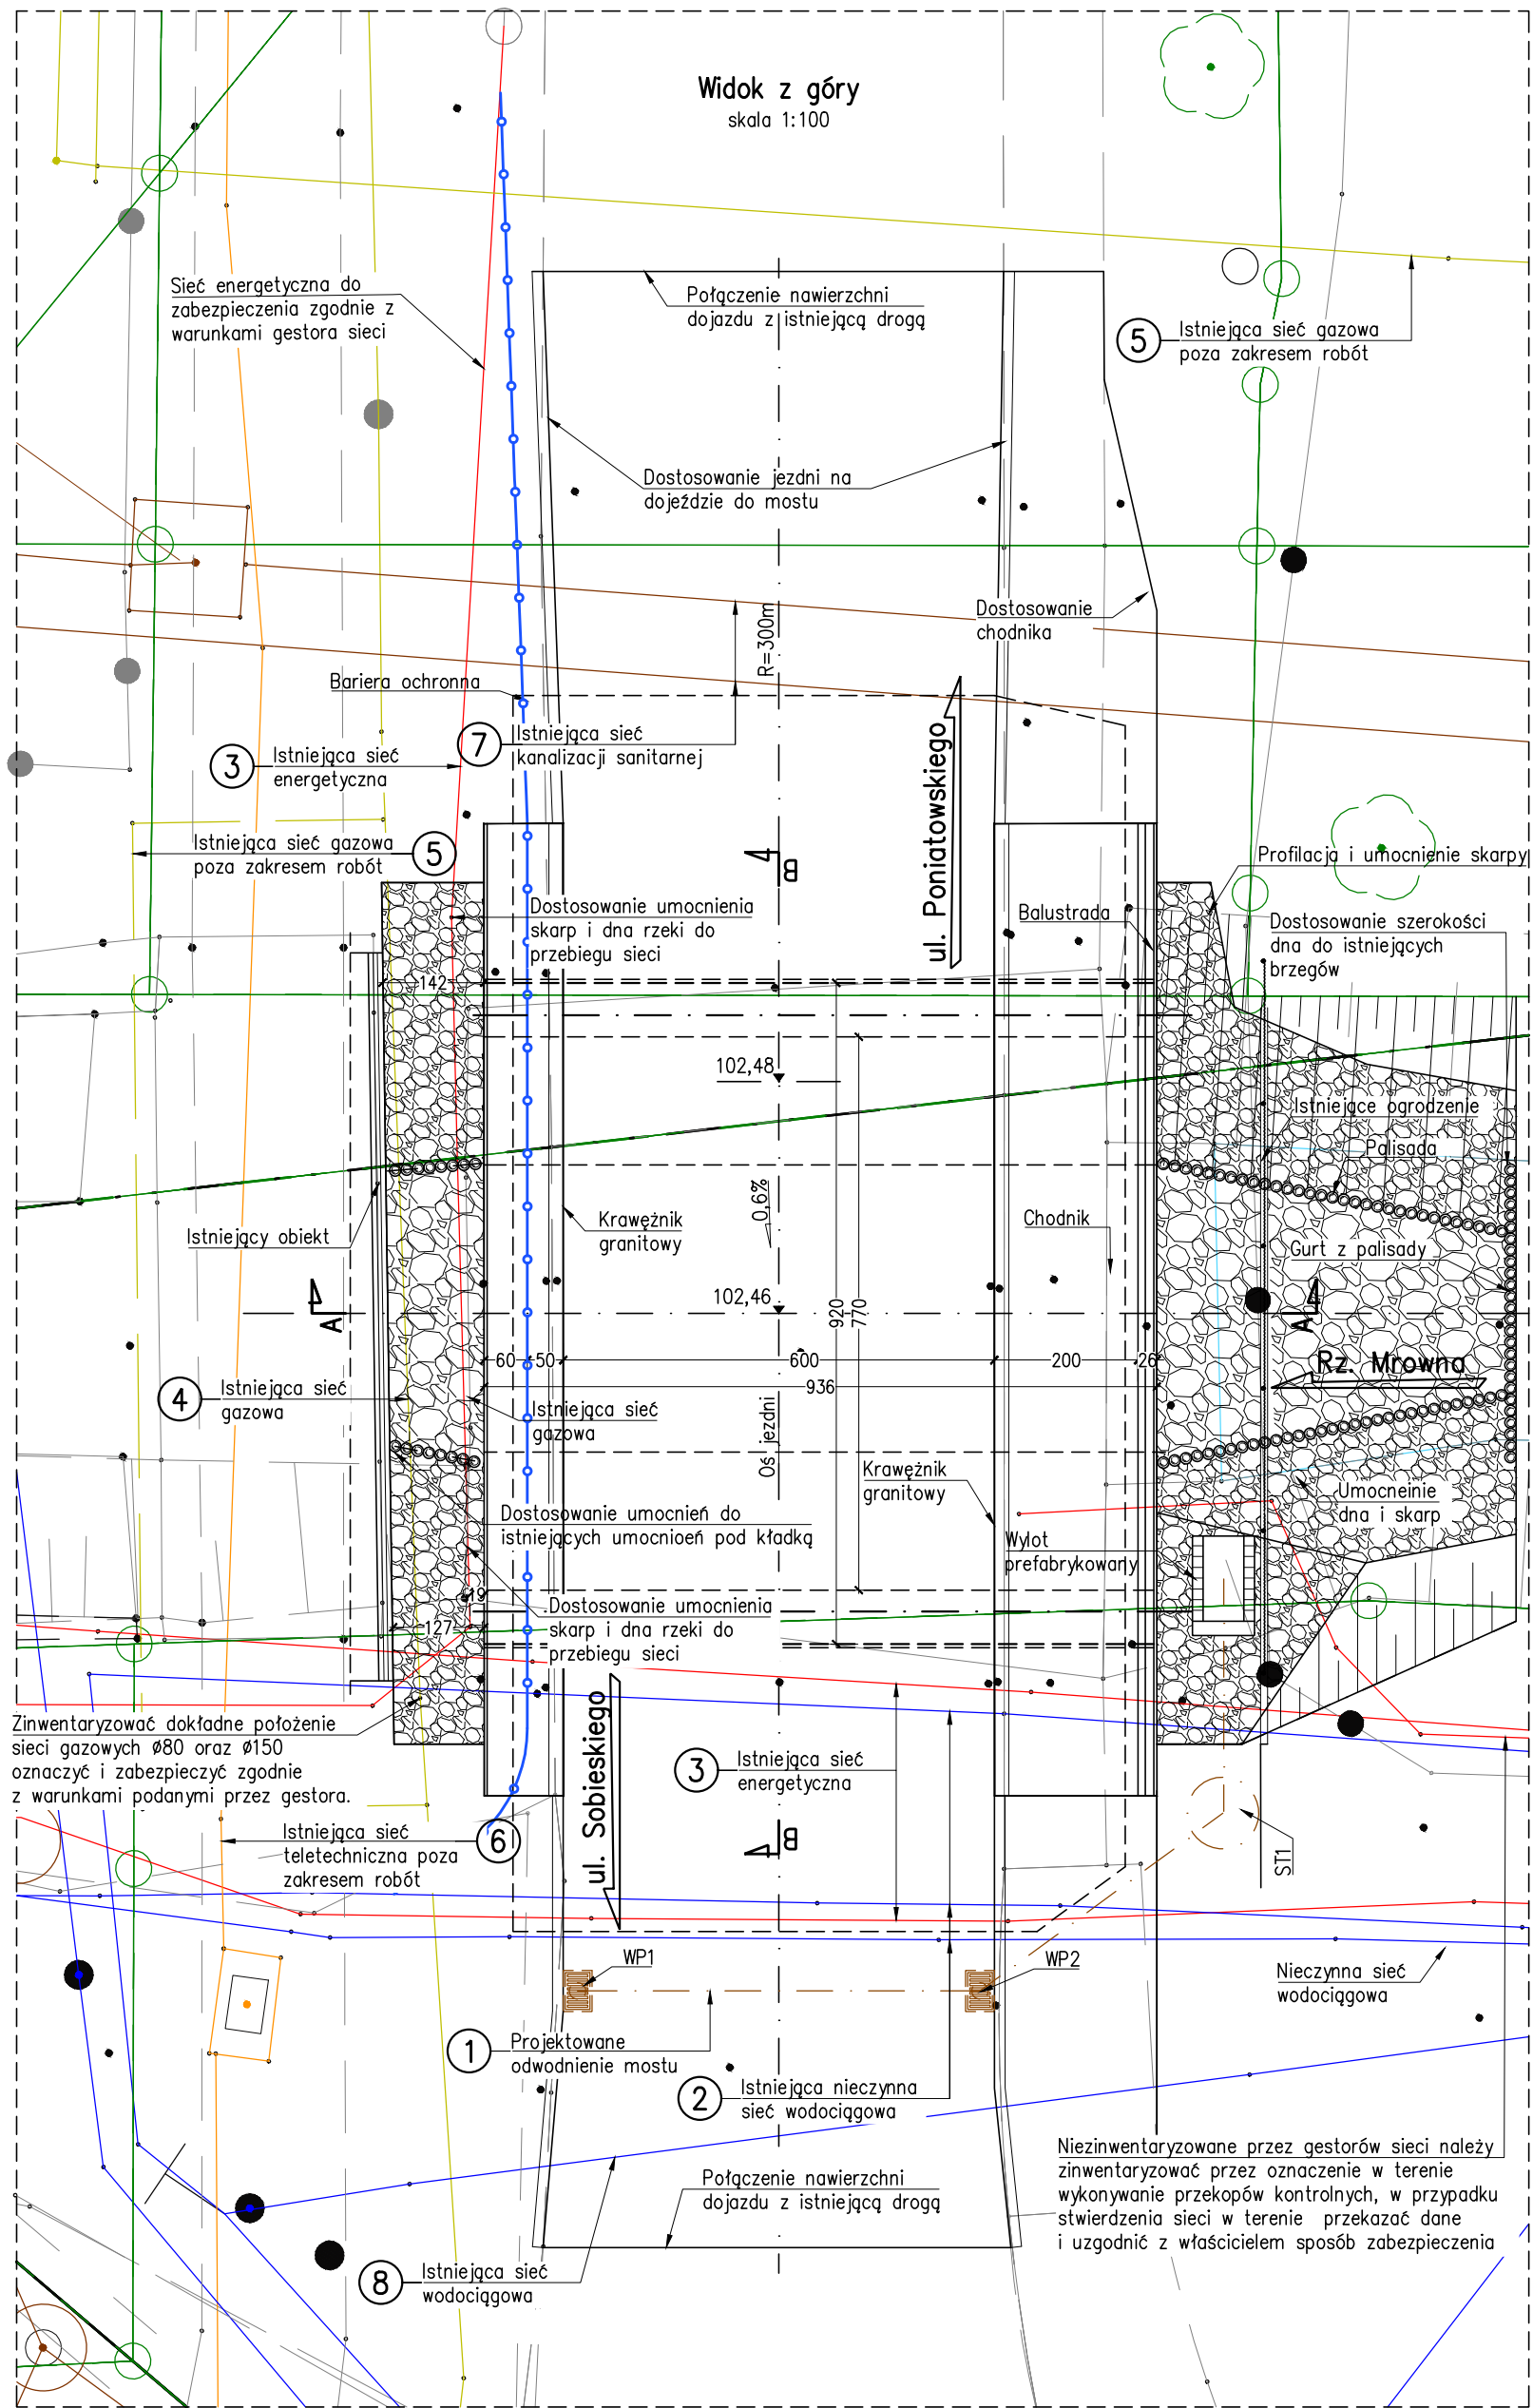 Widok z góry
skala 1:100
Sieć energetyczna do
zabezpieczenia zgodnie z
warunkami gestora sieci
Połączenie nawierzchni
dojazdu z istniejącą drogą
5
Istniejąca sieć gazowa
poza zakresem robót
Dostosowanie jezdni na
dojeździe do mostu
Dostosowanie
chodnika
R=300m
Bariera ochronna
7
Istniejąca sieć
kanalizacji sanitarnej
3
Istniejąca sieć
energetyczna
ul. Poniatowskiego
Istniejąca sieć gazowa
poza zakresem robót
5
B
Profilacja i umocnienie skarpy
Dostosowanie umocnienia
skarp i dna rzeki do
przebiegu sieci
Balustrada
Dostosowanie szerokości
dna do istniejących
brzegów
142
102,48
Istniejące ogrodzenie
Palisada
0,6%
Istniejący obiekt
Krawężnik
granitowy
Chodnik
Gurt z palisady
A
102,46
920
770
A
60
50
600
200
26
936
Rz. Mrowna
4
Istniejąca sieć
gazowa
Istniejąca sieć
gazowa
Oś jezdni
Krawężnik
granitowy
Umocneinie
dna i skarp
Dostosowanie umocnień do
istniejących umocnioeń pod kładką
Wylot
prefabrykowany
19
Dostosowanie umocnienia
skarp i dna rzeki do
przebiegu sieci
127
Zinwentaryzować dokładne położenie
sieci gazowych Ø80 oraz Ø150
oznaczyć i zabezpieczyć zgodnie
z warunkami podanymi przez gestora.
ul. Sobieskiego
3
Istniejąca sieć
energetyczna
Istniejąca sieć
teletechniczna poza
zakresem robót
6
B
ST1
WP1
WP2
Nieczynna sieć
wodociągowa
1
Projektowane
odwodnienie mostu
2
Istniejąca nieczynna
sieć wodociągowa
Niezinwentaryzowane przez gestorów sieci należy
zinwentaryzować przez oznaczenie w terenie
wykonywanie przekopów kontrolnych, w przypadku
stwierdzenia sieci w terenie przekazać dane
i uzgodnić z właścicielem sposób zabezpieczenia
Połączenie nawierzchni
dojazdu z istniejącą drogą
8
Istniejąca sieć
wodociągowa